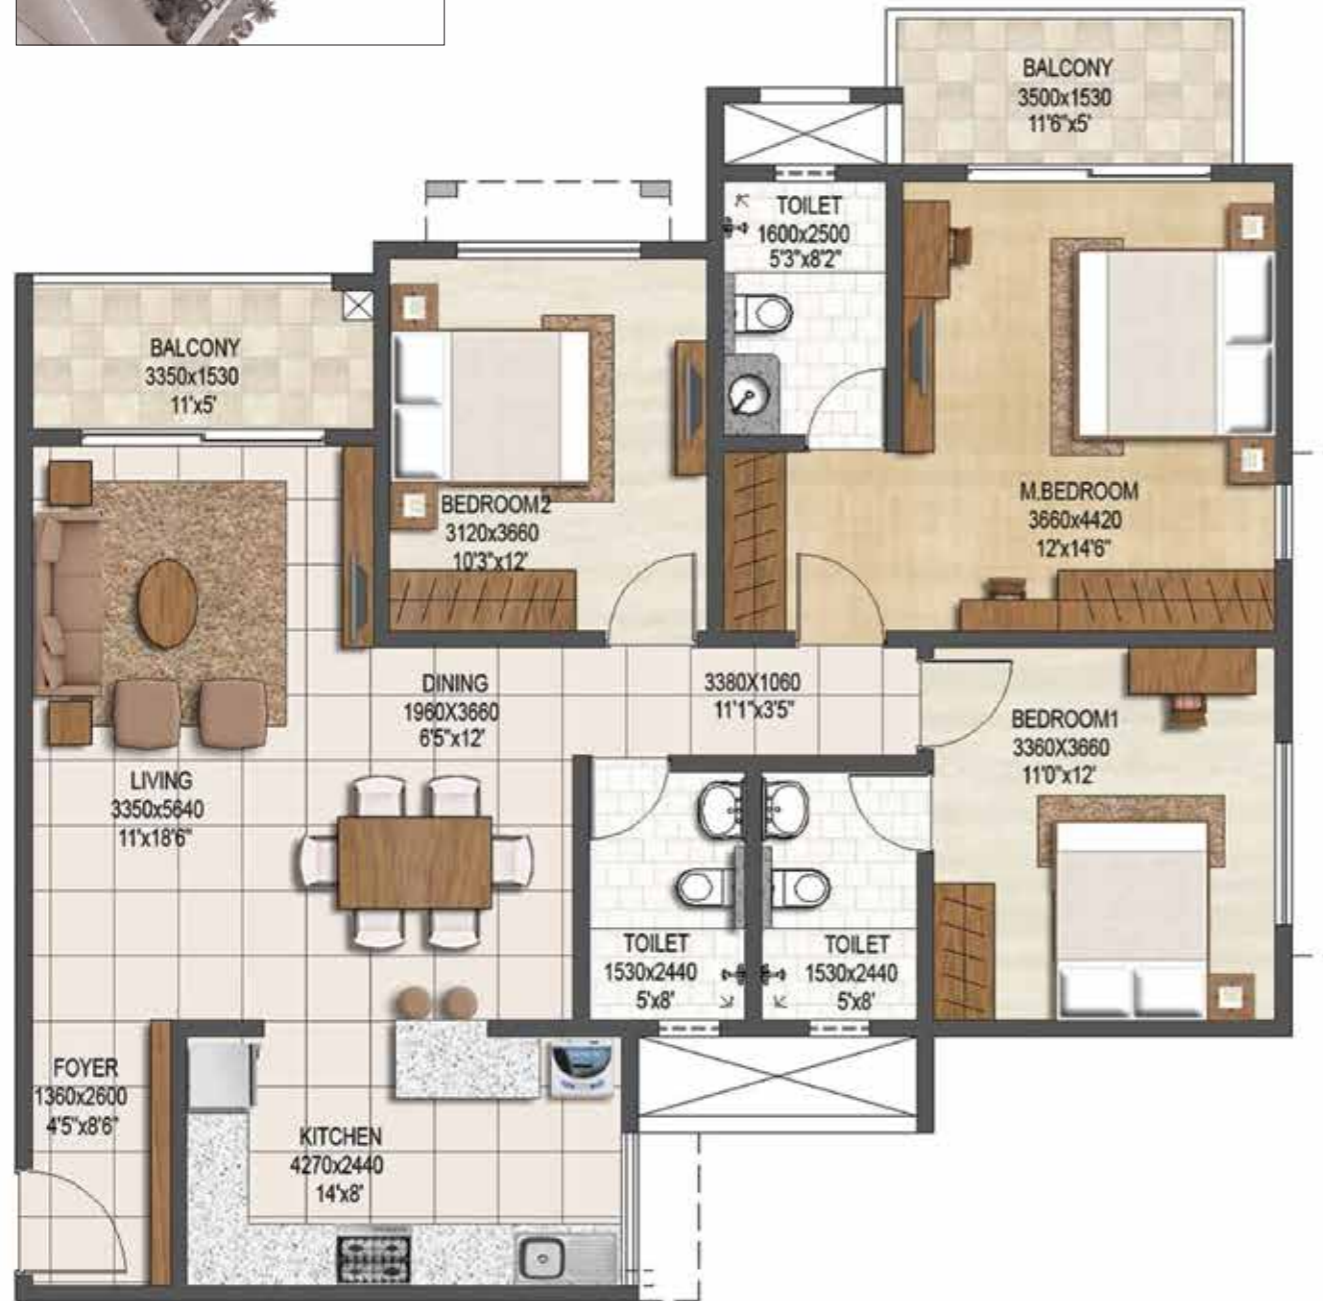 BALCONY
3500x1530
11'6"x5'
TOILET
1600x2500
5'3"x8'2"
BALCONY
3350x1530
11'x5'
BEDROOM2
3120x3660
10'3"x12'
M.BEDROOM
3660x4420
12'x14'6"
DINING
1960X3660
6'5"x12'
3380X1060
11'1"x3'5"
BEDROOM1
3360X3660
11'0"x12'
LIVING
3350x5640
11'x18'6"
TOILET
1530x2440
5'x8'
TOILET
1530x2440
5'x8'
FOYER
1360x2600
4'5"x8'6"
KITCHEN
4270x2440
14'x8'